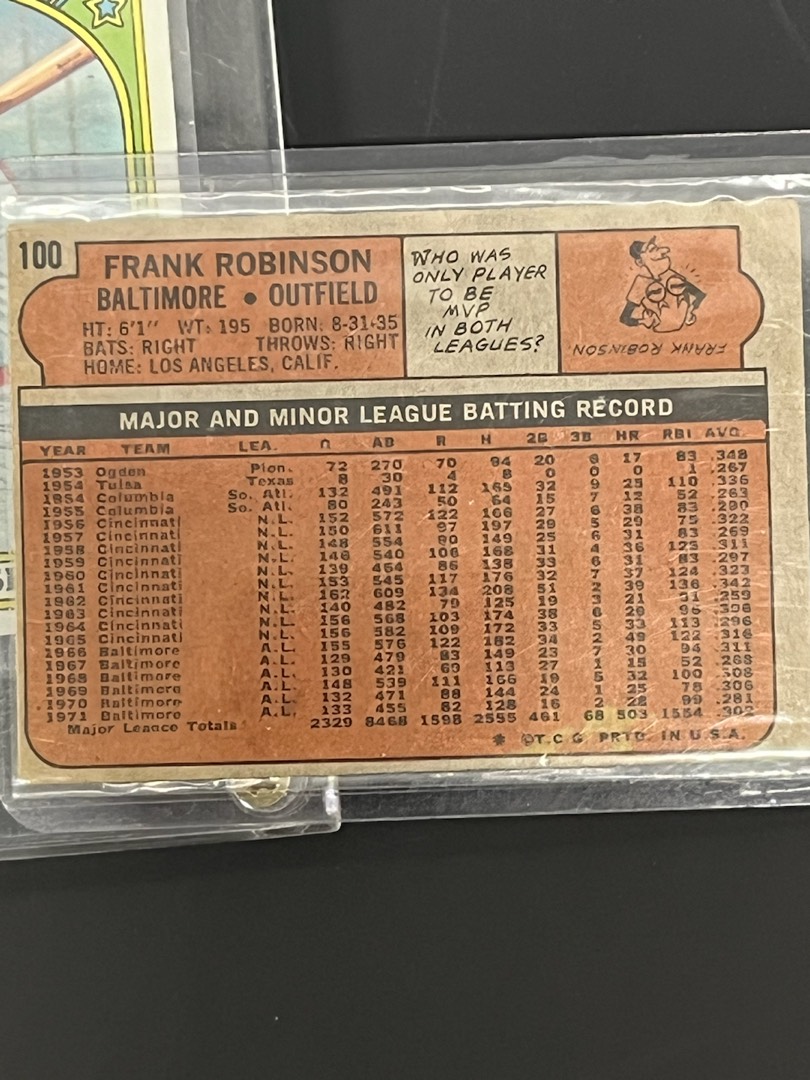 100
FRANK ROBINSON
BALTIMORE • OUTFIELD
HT: 6'1" WT: 195 BORN: 8-31-35
BATS: RIGHT THROWS: RIGHT
HOME: LOS ANGELES, CALIF.
WHO WAS
ONLY PLAYER
TO BE
MVP
IN BOTH
LEAGUES?
FRANK ROBINSON
MAJOR AND MINOR LEAGUE BATTING RECORD
YEAR TEAM LEA. G AB R H 2B 3B HR RBI AVG.
1953 Ogden Pion. 72 270 70 94 20 6 17 83 .348
1954 Tulsa Texas 8 30 4 8 0 0 0 1 .267
1954 Columbia So. Atl. 132 491 112 165 32 9 25 110 .336
1955 Columbia So. Atl. 80 243 50 64 15 7 12 52 .263
1956 Cincinnati N.L. 152 572 122 166 27 6 38 83 .290
1957 Cincinnati N.L. 150 611 97 197 29 5 29 75 .322
1958 Cincinnati N.L. 148 554 90 149 25 6 31 83 .269
1959 Cincinnati N.L. 146 540 106 168 31 4 36 125 .311
1960 Cincinnati N.L. 139 464 86 138 33 6 31 83 .297
1961 Cincinnati N.L. 153 545 117 176 32 7 37 124 .323
1962 Cincinnati N.L. 162 609 134 208 51 2 39 136 .342
1963 Cincinnati N.L. 140 482 79 125 19 3 21 91 .259
1964 Cincinnati N.L. 156 568 103 174 38 6 29 96 .306
1965 Cincinnati N.L. 156 582 109 172 33 5 33 113 .296
1966 Baltimore A.L. 155 576 122 182 34 2 49 122 .316
1967 Baltimore A.L. 129 479 83 149 23 7 30 94 .311
1968 Baltimore A.L. 130 421 69 113 27 1 15 52 .268
1969 Baltimore A.L. 148 539 111 166 19 5 32 100 .308
1970 Baltimore A.L. 132 471 88 144 24 1 25 78 .306
1971 Baltimore A.L. 133 455 82 128 16 2 28 99 .281
Major League Totals 2329 8468 1598 2555 461 68 503 1554 .302
* ©T.C.G. PRTD. IN U.S.A.